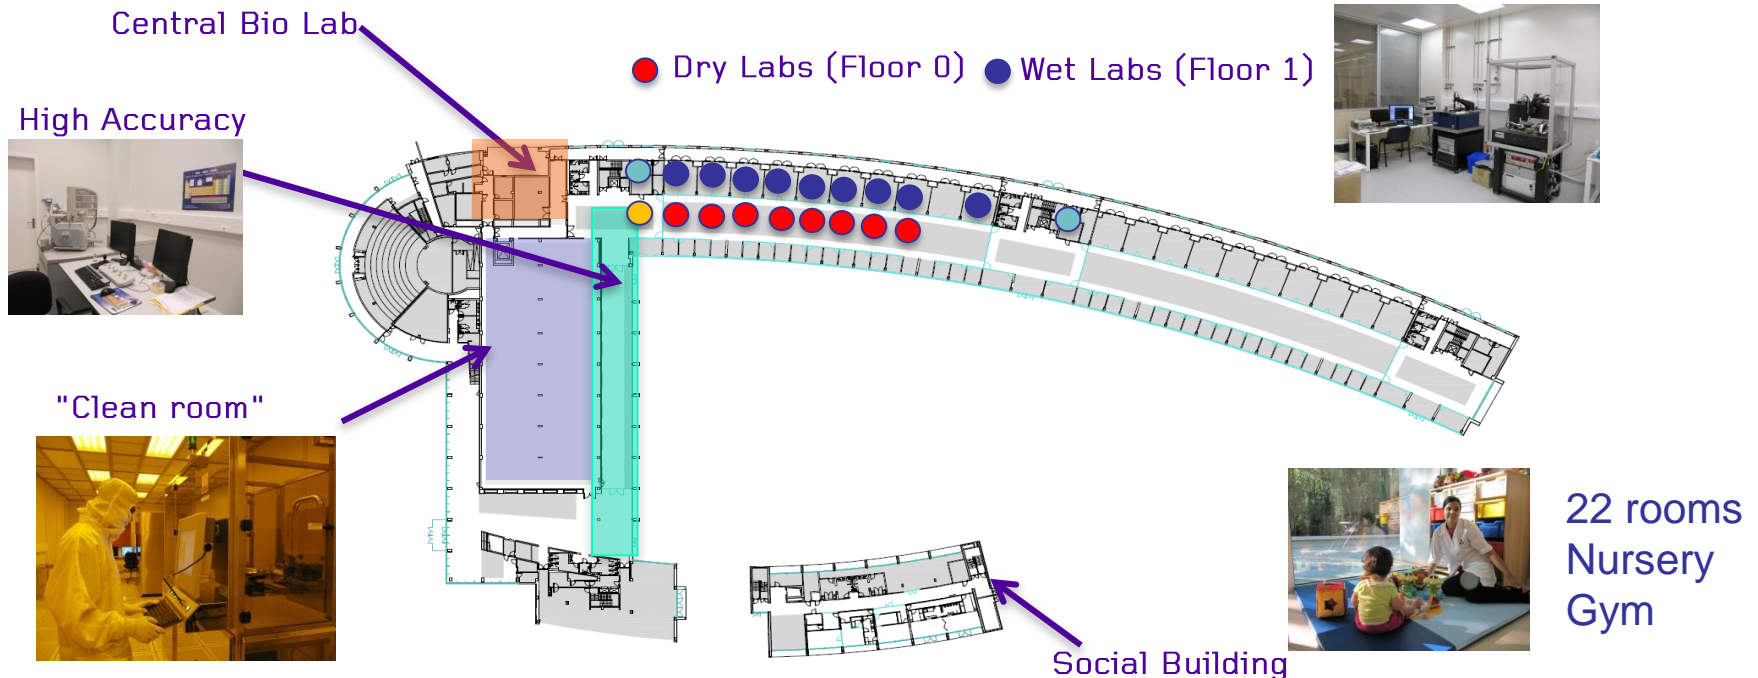 Central Bio Lab
Dry Labs (Floor 0)
Wet Labs (Floor 1)
High Accuracy
"Clean room"
22 rooms
Nursery
Gym
Social Building